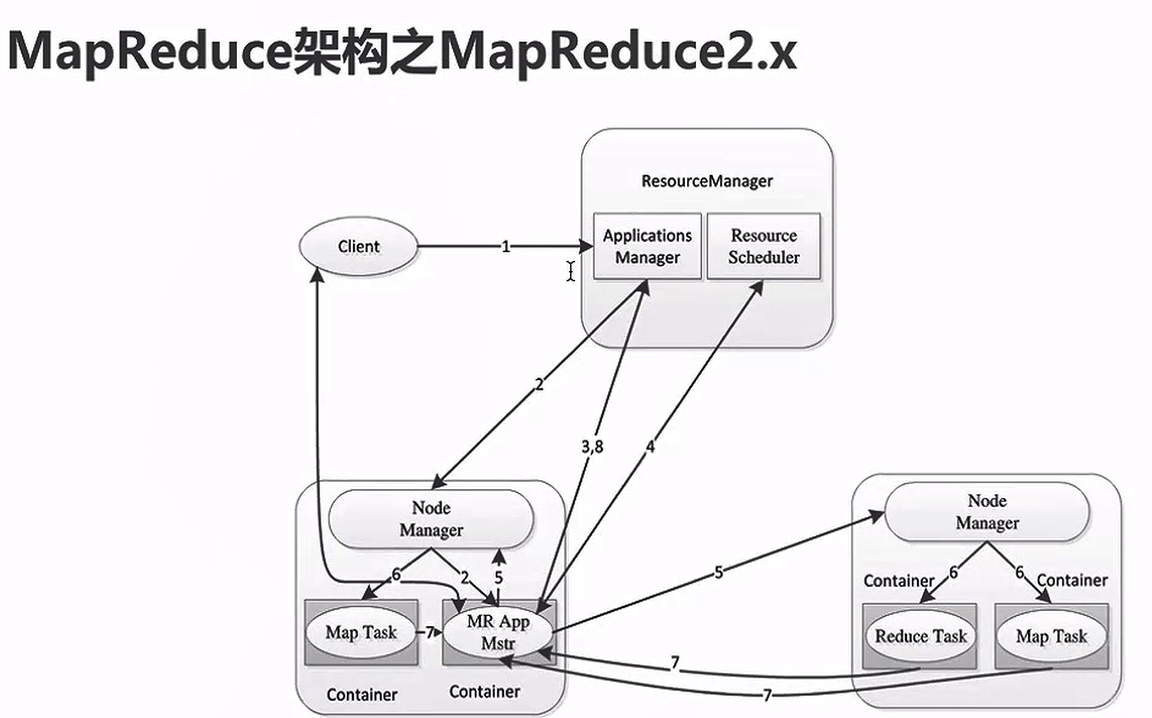 MapReduce架构之MapReduce2.x
ResourceManager
Client
1
Applications
Manager
Resource
Scheduler
2
3,8
4
Node
Manager
6
2
5
Map Task
7
MR App
Mstr
Container
Container
5
Node
Manager
Container
6
6
Container
Reduce Task
Map Task
7
7